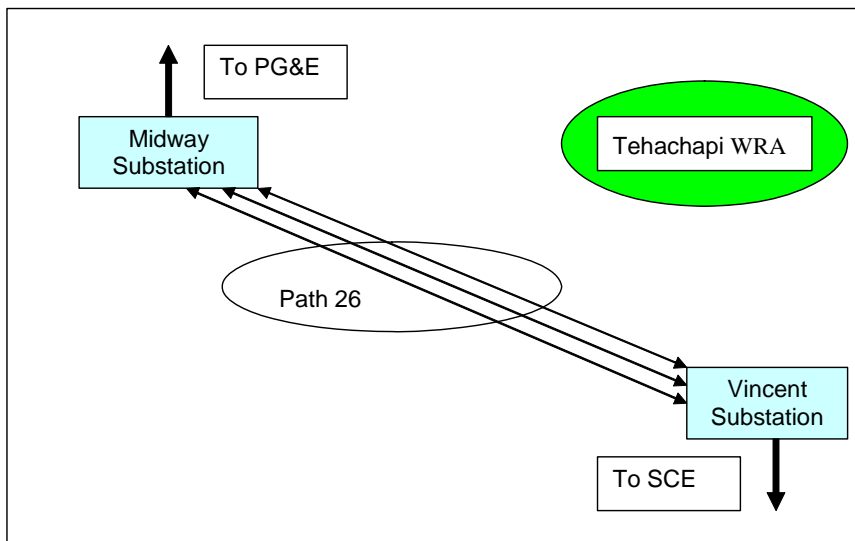 To PG&E
Midway
Substation
Tehachapi WRA
Path 26
Vincent
Substation
To SCE